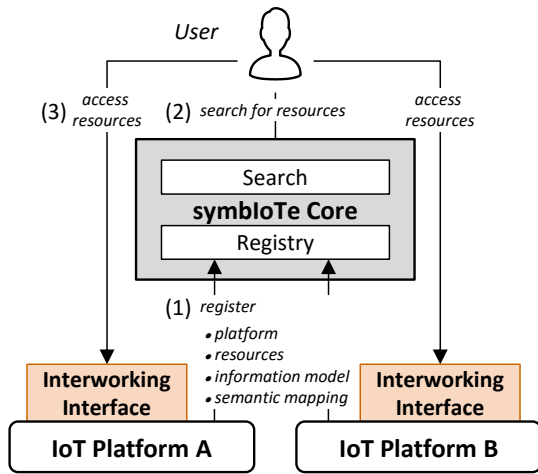 User
(3) access
resources
(2) search for resources
access
resources
Search
symbIoTe Core
Registry
(1) register
• platform
• resources
• information model
• semantic mapping
Interworking
Interface
IoT Platform A
Interworking
Interface
IoT Platform B